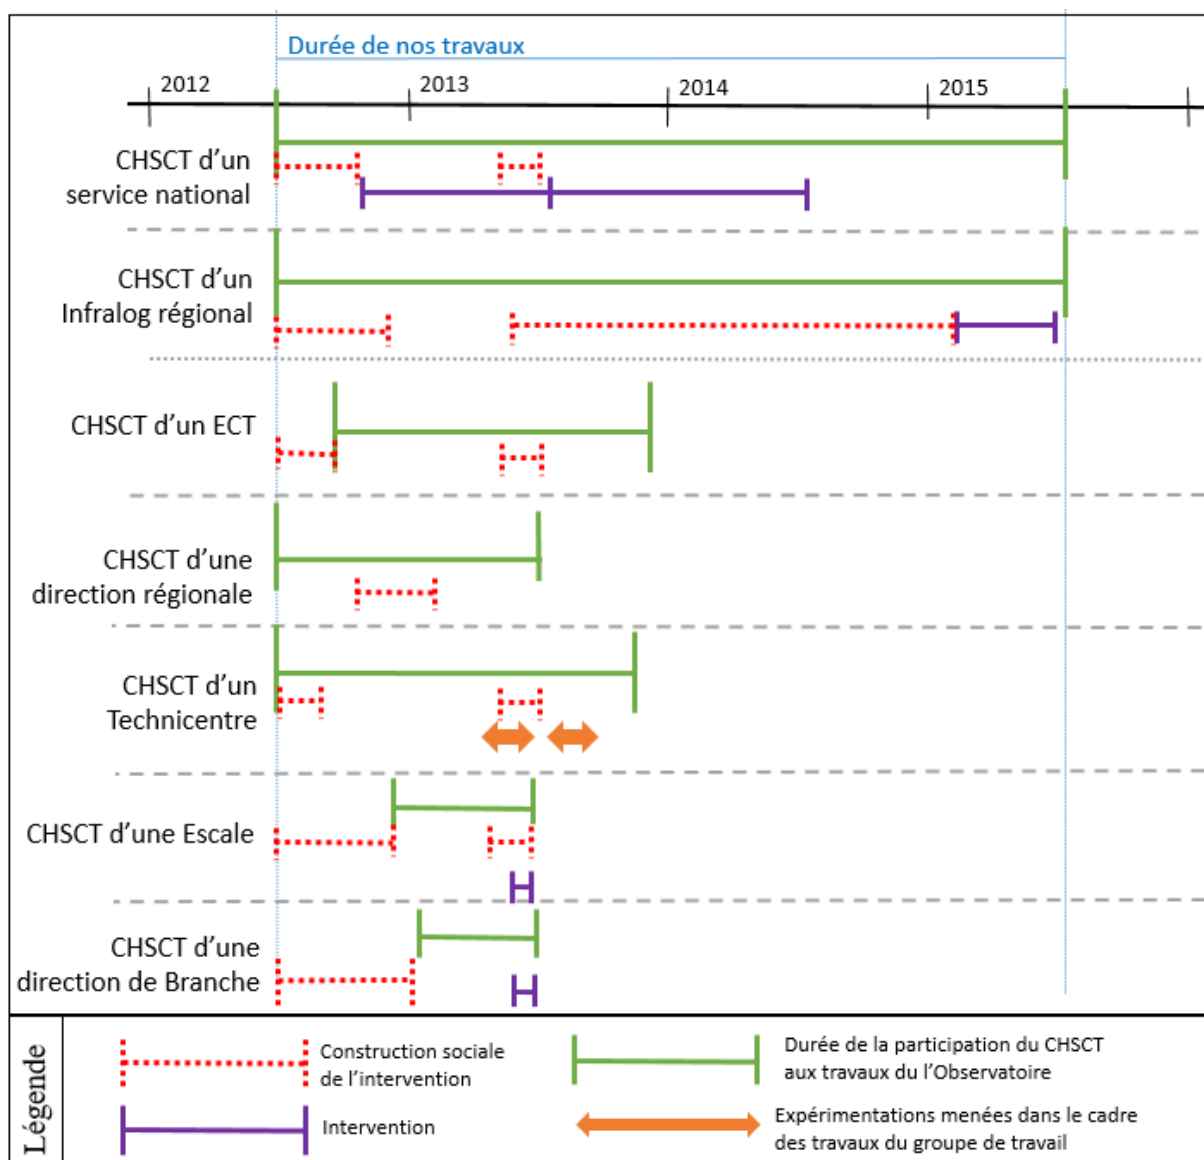 Durée de nos travaux
2012
2013
2014
2015
CHSCT d'un
service national
CHSCT d'un
Infralog régional
CHSCT d'un ECT
CHSCT d'une
direction régionale
CHSCT d'un
Technicentre
CHSCT d'une Escale
CHSCT d'une
direction de Branche
Légende
Construction sociale
de l'intervention
Durée de la participation du CHSCT
aux travaux du l'Observatoire
Intervention
Expérimentations menées dans le cadre
des travaux du groupe de travail